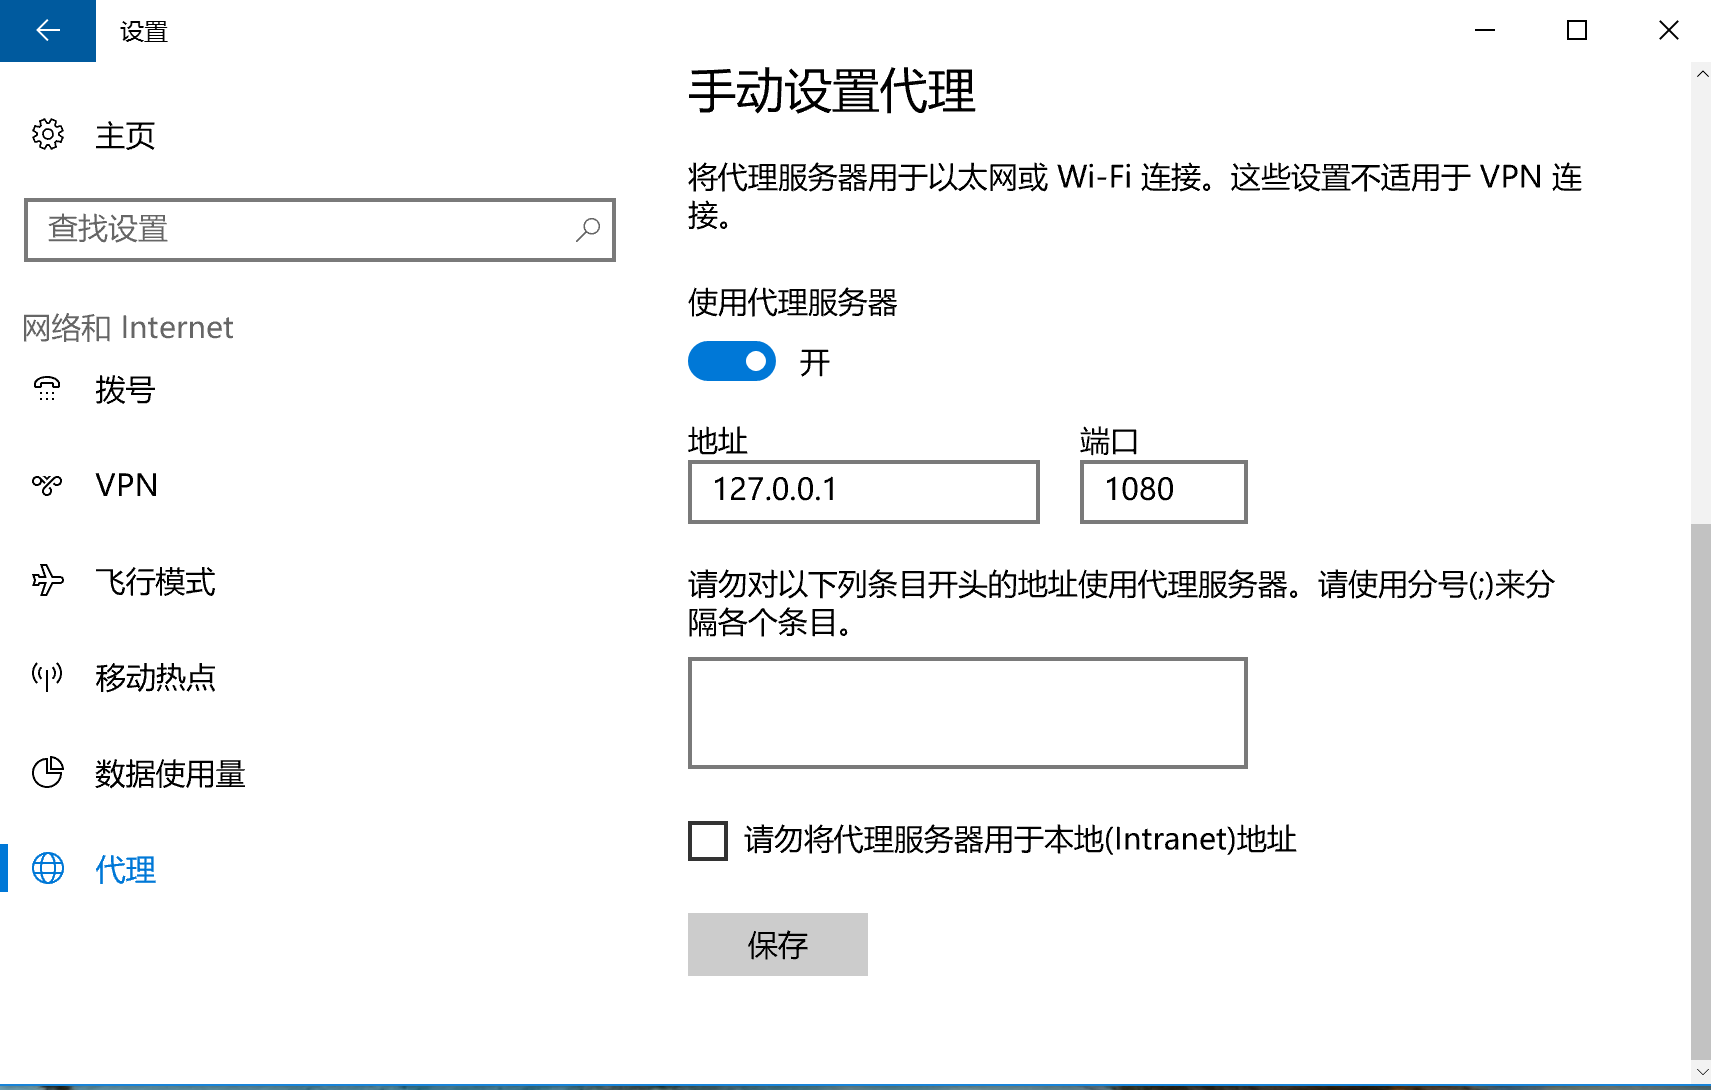 设置
主页
查找设置
网络和 Internet
拨号
VPN
飞行模式
移动热点
数据使用量
代理
手动设置代理
将代理服务器用于以太网或 Wi-Fi 连接。这些设置不适用于 VPN 连
接。
使用代理服务器
开
地址
端口
127.0.0.1
1080
请勿对以下列条目开头的地址使用代理服务器。请使用分号(;)来分
隔各个条目。
请勿将代理服务器用于本地(Intranet)地址
保存